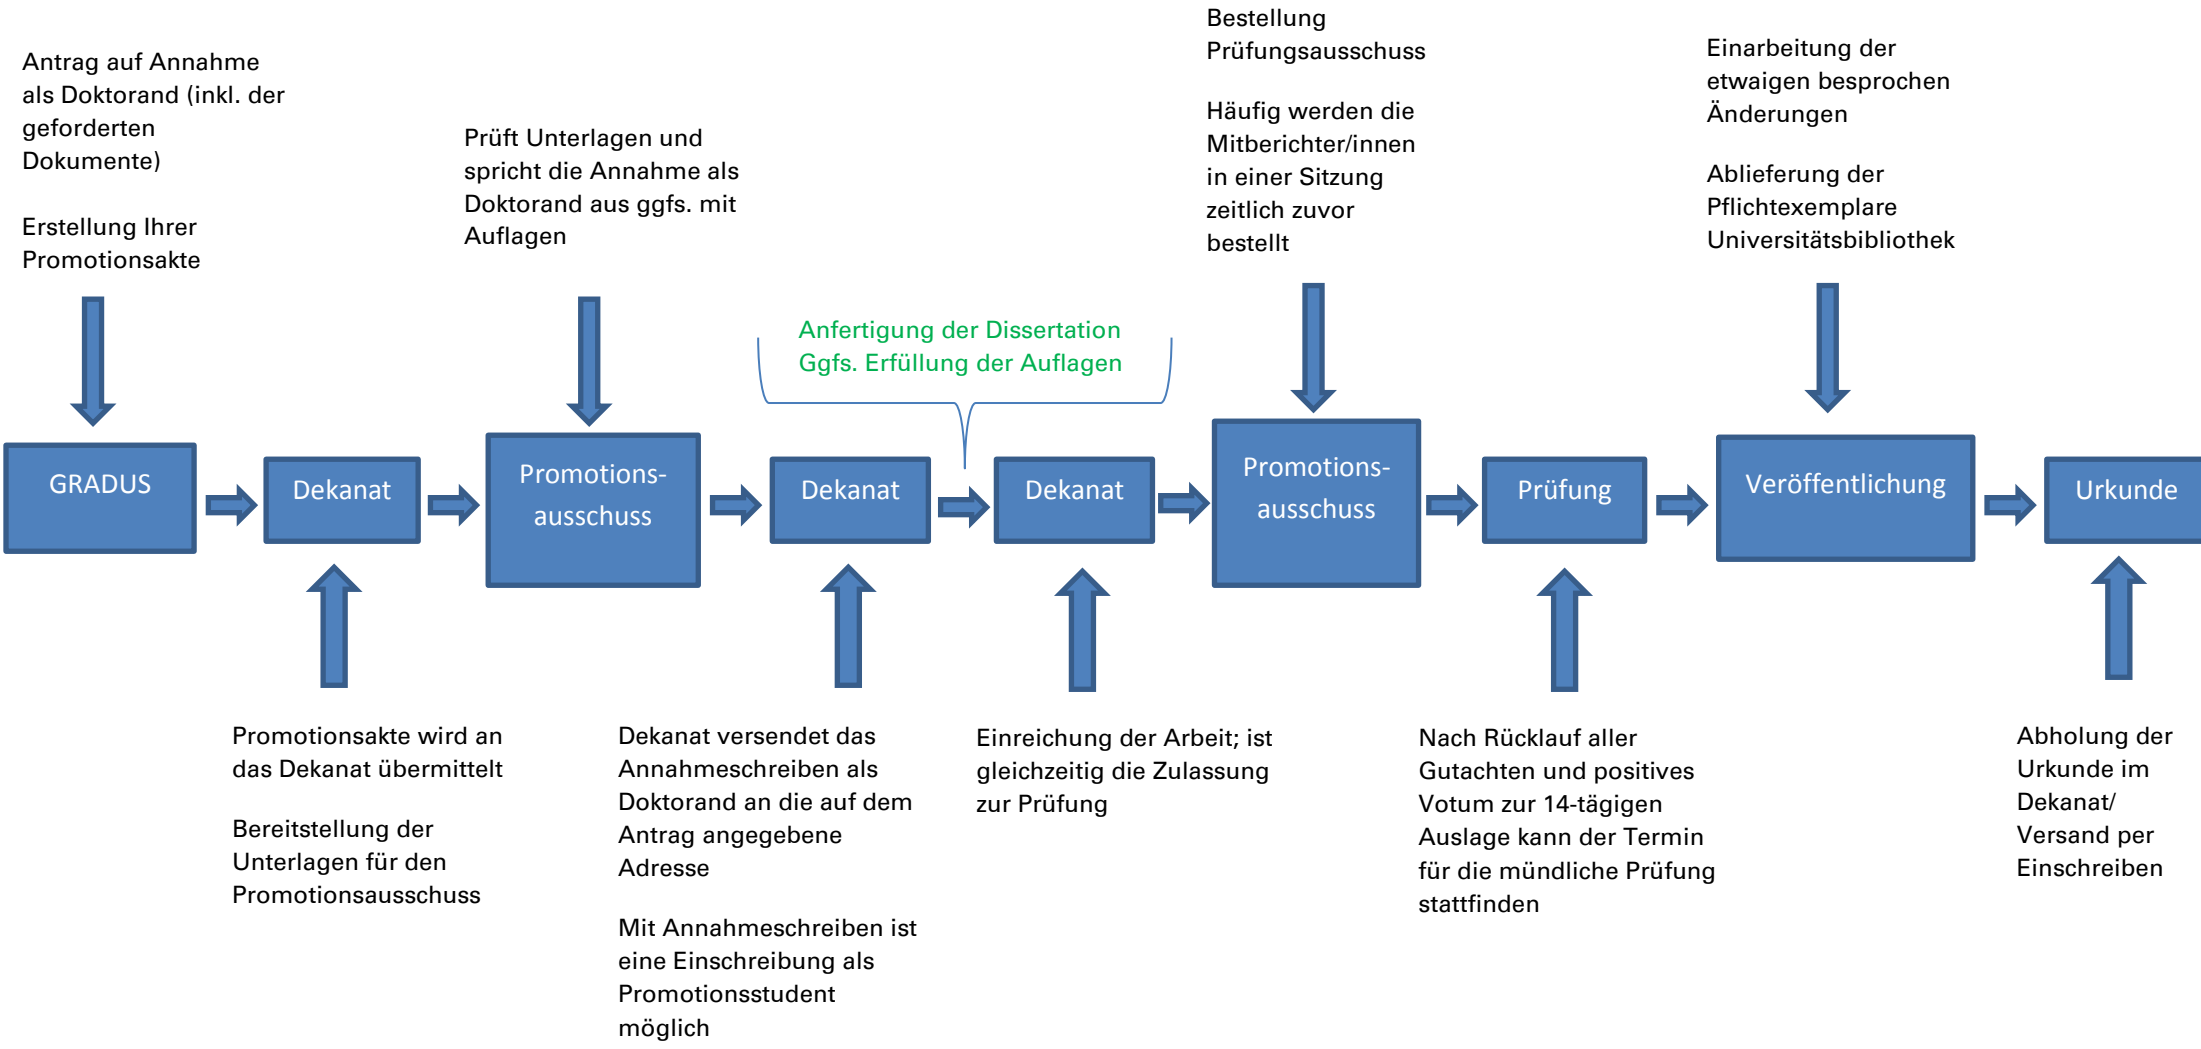 Antrag auf Annahme
als Doktorand (inkl. der
geforderten
Dokumente)
Erstellung Ihrer
Promotionsakte
Prüft Unterlagen und
spricht die Annahme als
Doktorand aus ggfs. mit
Auflagen
Anfertigung der Dissertation
Ggfs. Erfüllung der Auflagen
Bestellung
Prüfungsausschuss
Häufig werden die
Mitberichter/innen
in einer Sitzung
zeitlich zuvor
bestellt
Einarbeitung der
etwaigen besprochen
Änderungen
Ablieferung der
Pflichtexemplare
Universitätsbibliothek
GRADUS
Dekanat
Promotions-
ausschuss
Dekanat
Dekanat
Promotions-
ausschuss
Prüfung
Veröffentlichung
Urkunde
Promotionsakte wird an
das Dekanat übermittelt
Bereitstellung der
Unterlagen für den
Promotionsausschuss
Dekanat versendet das
Annahmeschreiben als
Doktorand an die auf dem
Antrag angegebene
Adresse
Mit Annahmeschreiben ist
eine Einschreibung als
Promotionsstudent
möglich
Einreichung der Arbeit; ist
gleichzeitig die Zulassung
zur Prüfung
Nach Rücklauf aller
Gutachten und positives
Votum zur 14-tägigen
Auslage kann der Termin
für die mündliche Prüfung
stattfinden
Abholung der
Urkunde im
Dekanat/
Versand per
Einschreiben